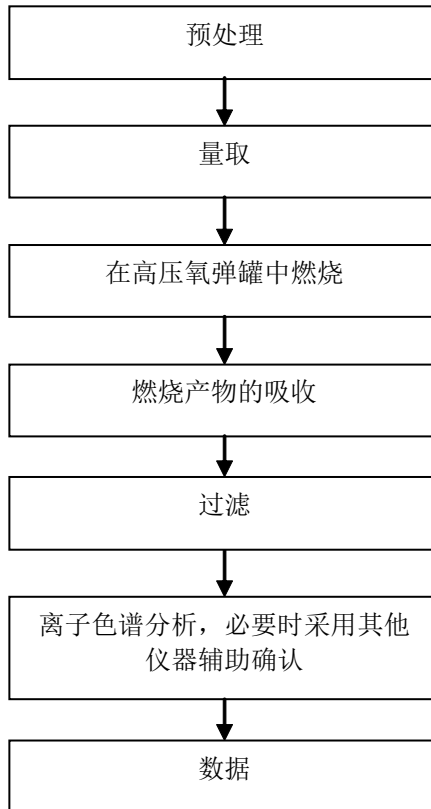 预处理
量取
在高压氧弹罐中燃烧
燃烧产物的吸收
过滤
离子色谱分析，必要时采用其他
仪器辅助确认
数据